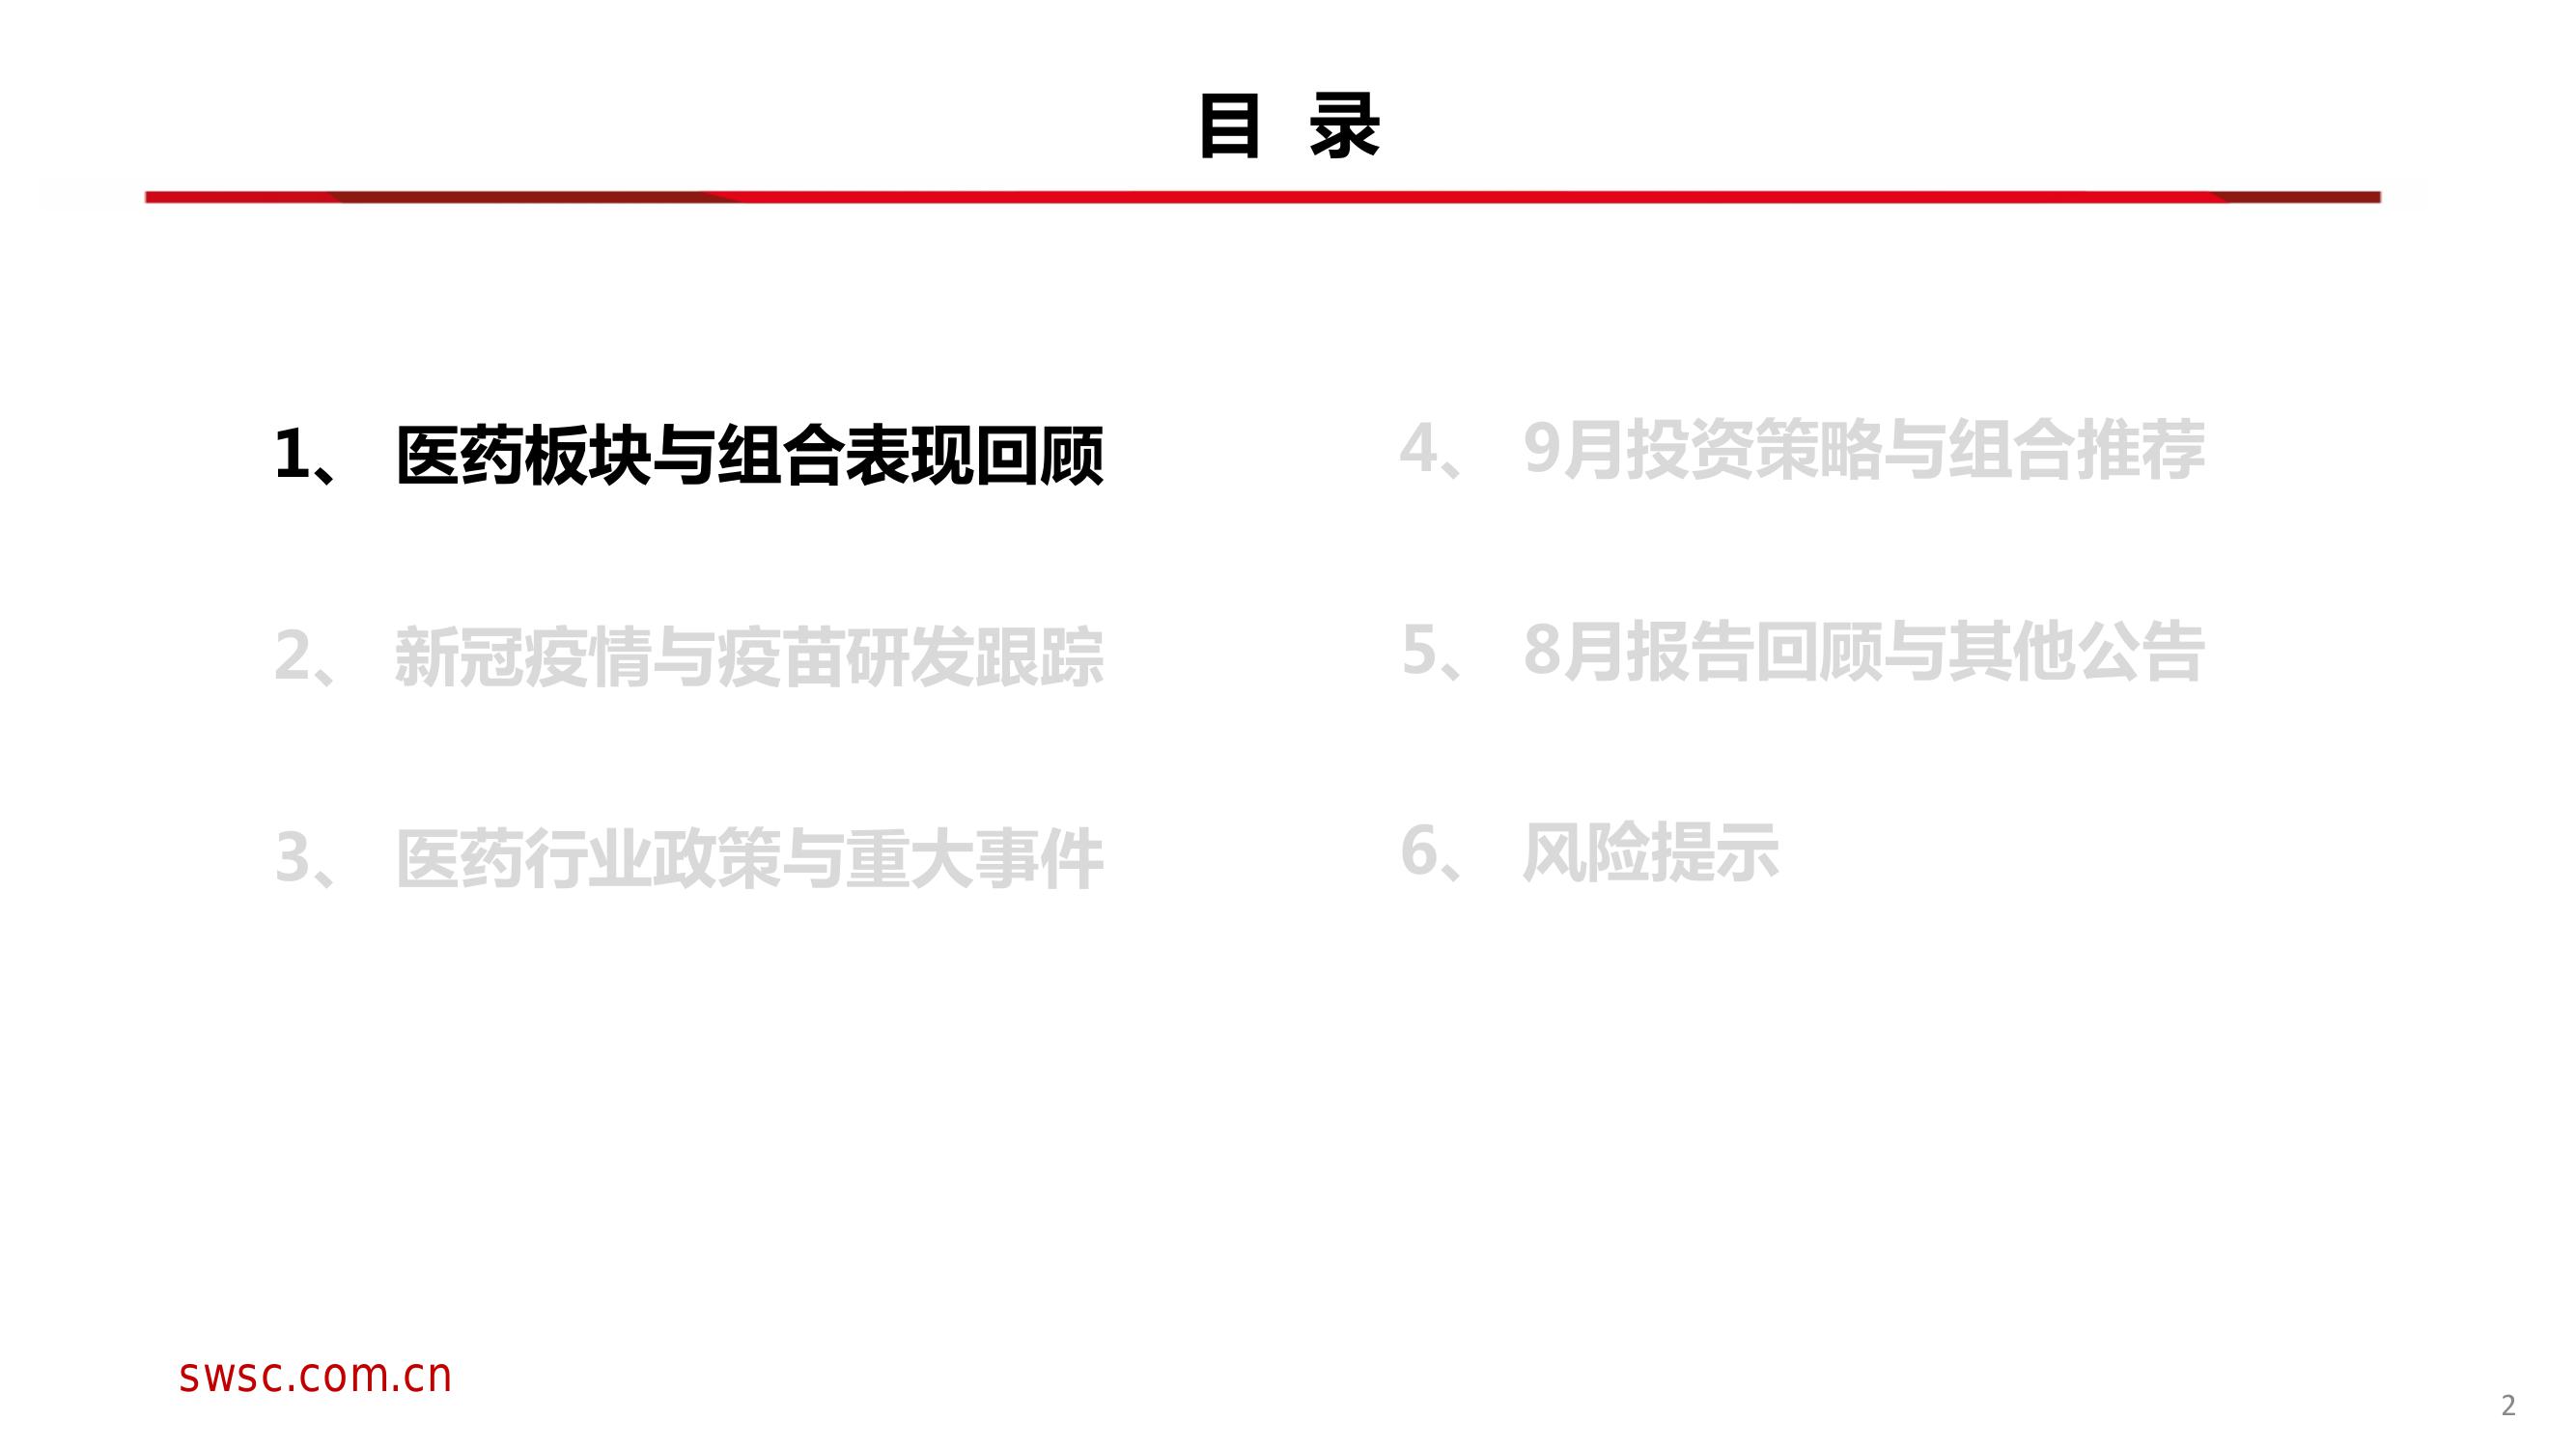 目 录
1、 医药板块与组合表现回顾
2、 新冠疫情与疫苗研发跟踪
3、 医药行业政策与重大事件
4、 9月投资策略与组合推荐
5、 8月报告回顾与其他公告
6、 风险提示
swsc.com.cn
2